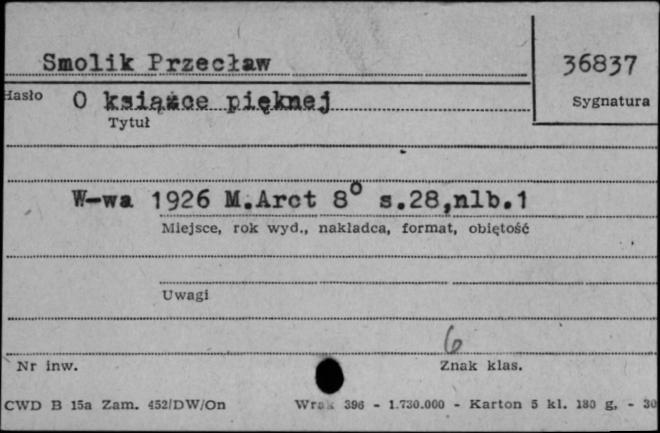 Smolik Przecław
36837
Hasło
O książce pięknej
Sygnatura
Tytuł
W-wa 1926 M.Arct 8° s.28,nlb.1
Miejsce, rok wyd., nakładca, format, objętość
Uwagi
6
Nr inw.
Znak klas.
CWD B 15a Zam. 452/DW/On
396 - 1.730.000 - Karton 5 kl. 180 g. - 30